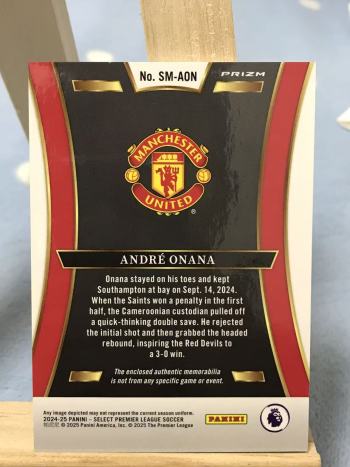 No. SM-AON
PRIZM
MANCHESTER
UNITED
®
ANDRÉ ONANA
Onana stayed on his toes and kept
Southampton at bay on Sept. 14, 2024.
When the Saints won a penalty in the first
half, the Cameroonian custodian pulled off
a quick-thinking double save. He rejected
the initial shot and then grabbed the headed
rebound, inspiring the Red Devils to
a 3-0 win.
The enclosed authentic memorabilia
is not from any specific game or event.
Any image depicted may not represent the current season uniform.
2024-25 PANINI - SELECT PREMIER LEAGUE SOCCER
© 2025 Panini America, Inc. © 2025 The Premier League
PANINI